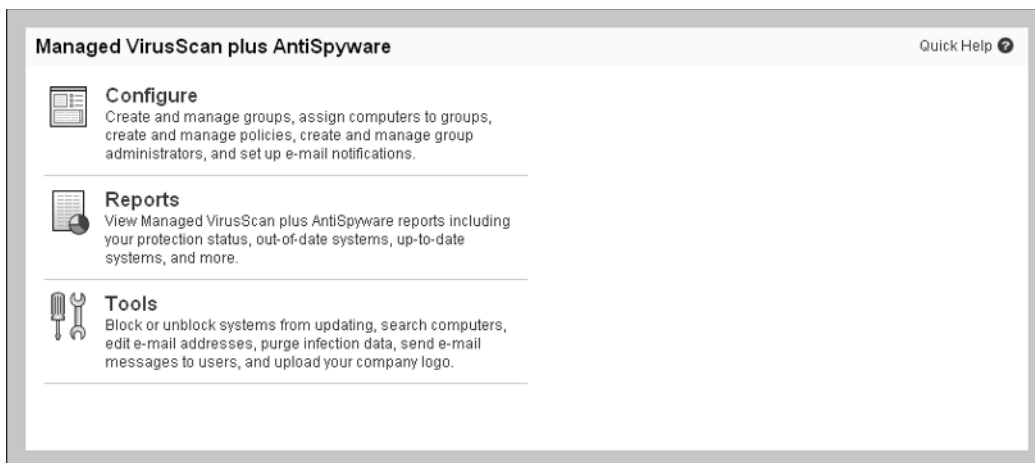 Managed VirusScan plus AntiSpyware
Quick Help ?
Configure
Create and manage groups, assign computers to groups,
create and manage policies, create and manage group
administrators, and set up e-mail notifications.
Reports
View Managed VirusScan plus AntiSpyware reports including
your protection status, out-of-date systems, up-to-date
systems, and more.
Tools
Block or unblock systems from updating, search computers,
edit e-mail addresses, purge infection data, send e-mail
messages to users, and upload your company logo.